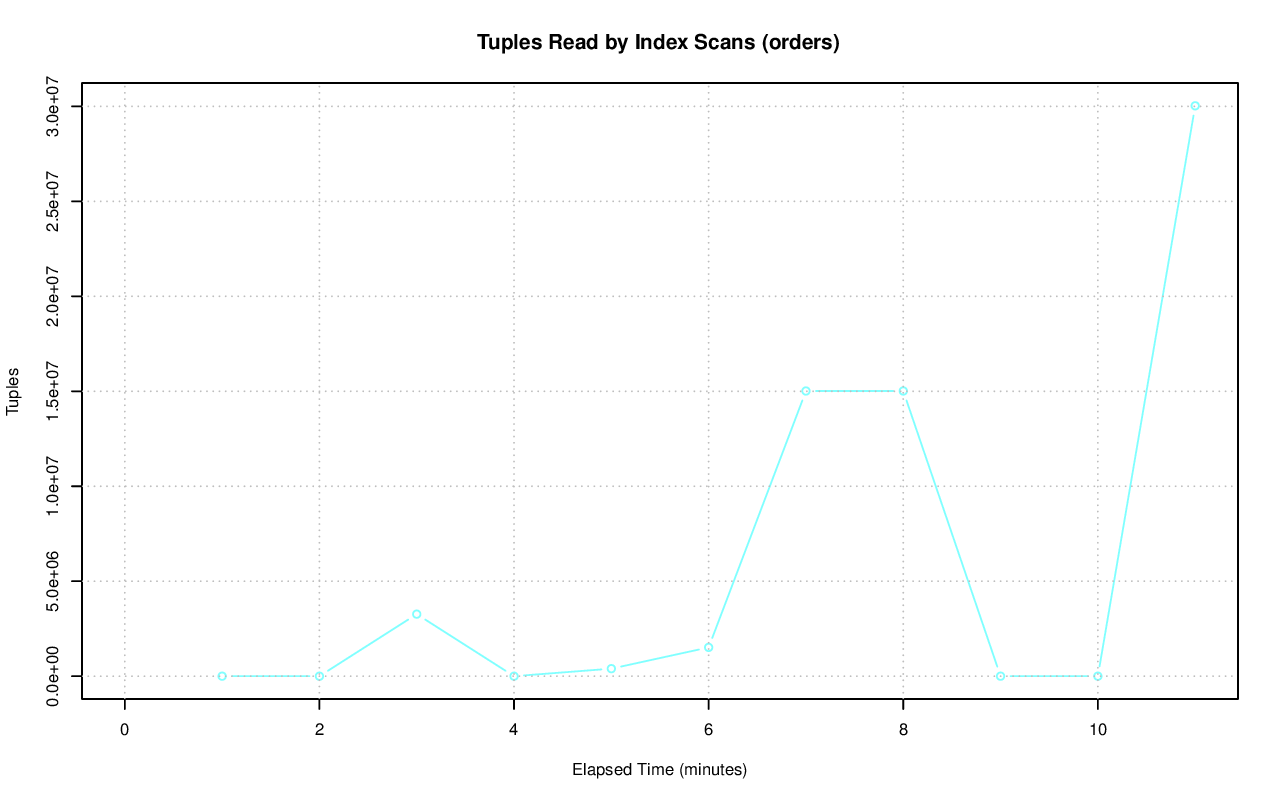 Tuples Read by Index Scans (orders)
3.0e+07
2.5e+07
2.0e+07
1.5e+07
1.0e+07
5.0e+06
0.0e+00
Tuples
0 2 4 6 8 10
Elapsed Time (minutes)